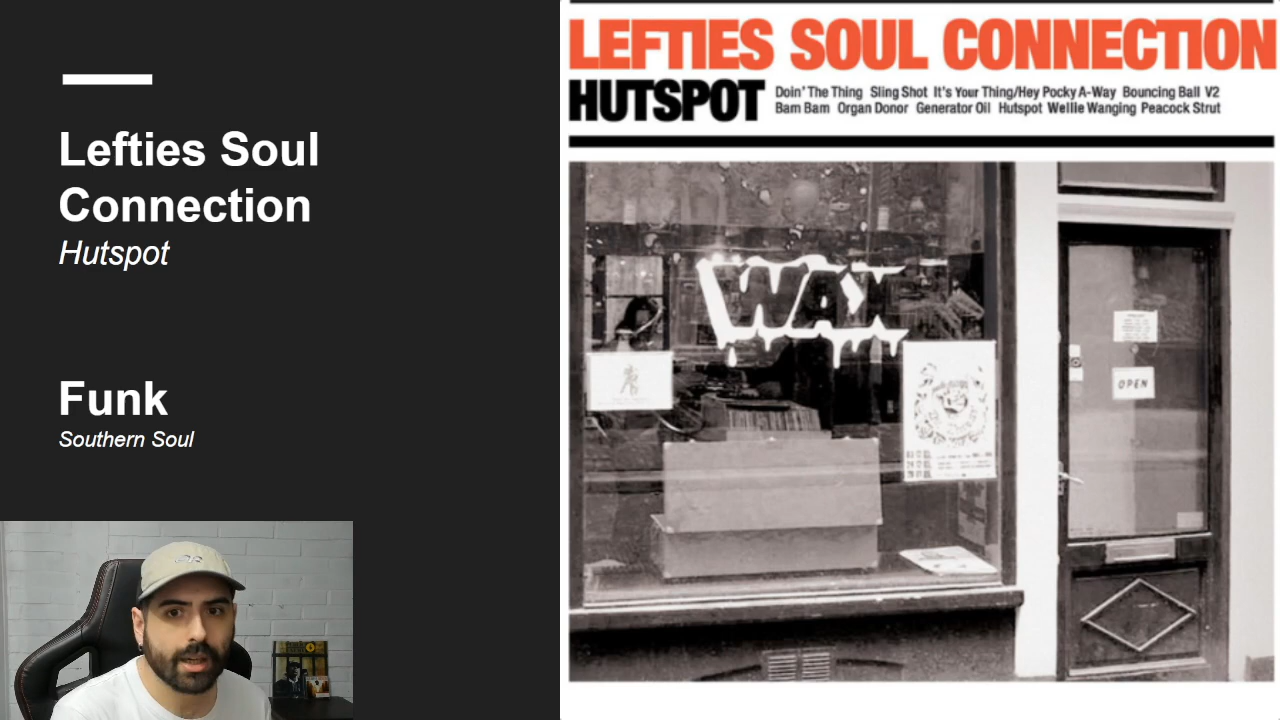 Lefties Soul
Connection
Hutspot
Funk
Southern Soul
LEFTIES SOUL CONNECTION
HUTSPOT
Doin' The Thing Sling Shot It's Your Thing/Hey Pocky A-Way Bouncing Ball V2
Bam Bam Organ Donor Generator Oil Hutspot Wellie Wanging Peacock Strut
WAX
OPEN